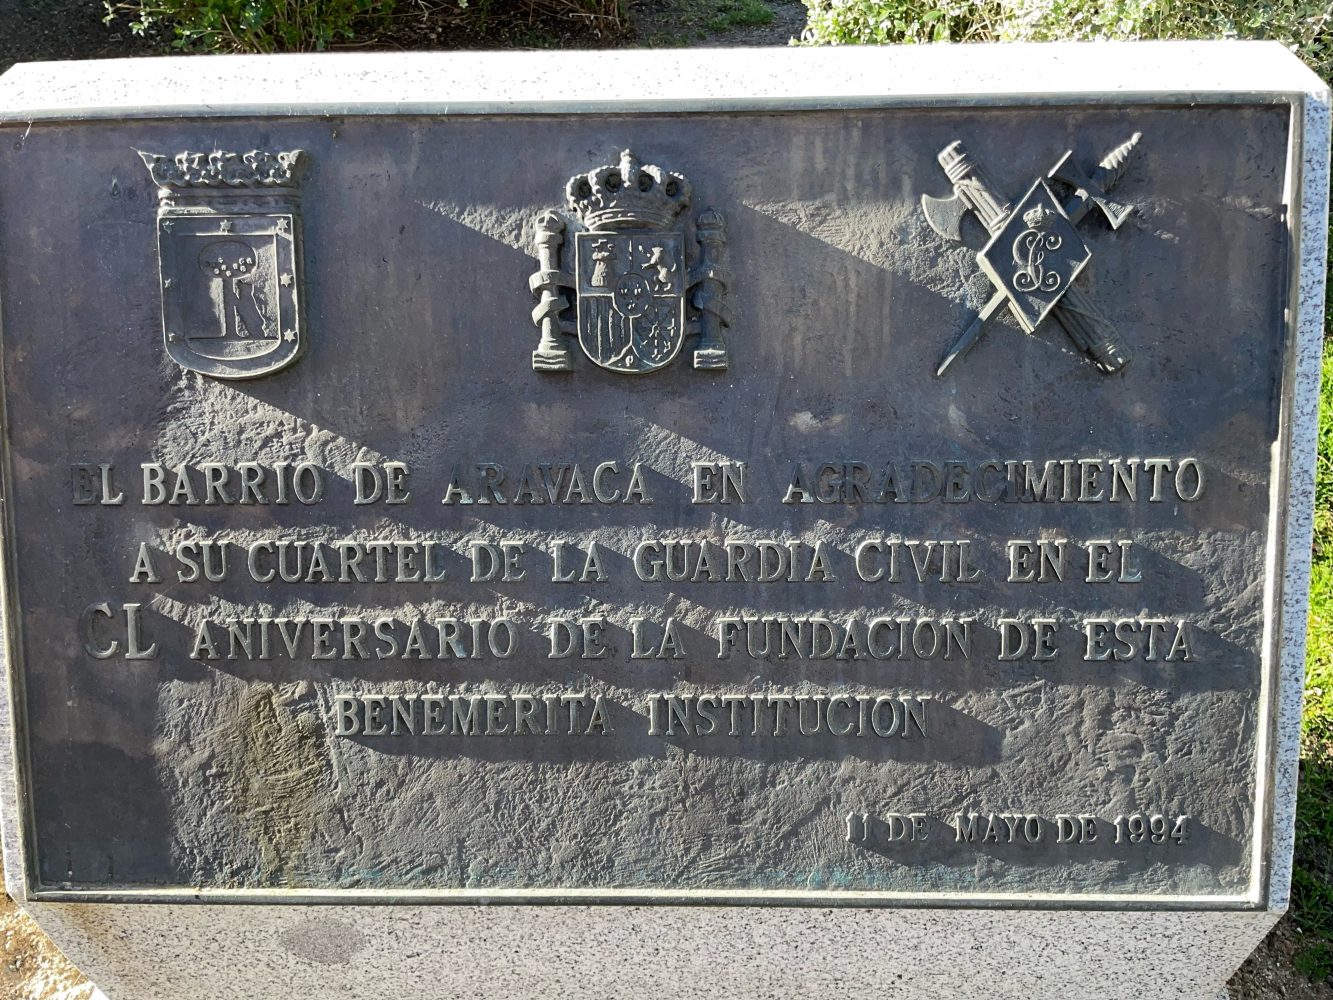 EL BARRIO DE ARAVACA EN AGRADECIMIENTO
A SU CUARTEL DE LA GUARDIA CIVIL EN EL
CL ANIVERSARIO DE LA FUNDACION DE ESTA
BENEMERITA INSTITUCION
11 DE MAYO DE 1994